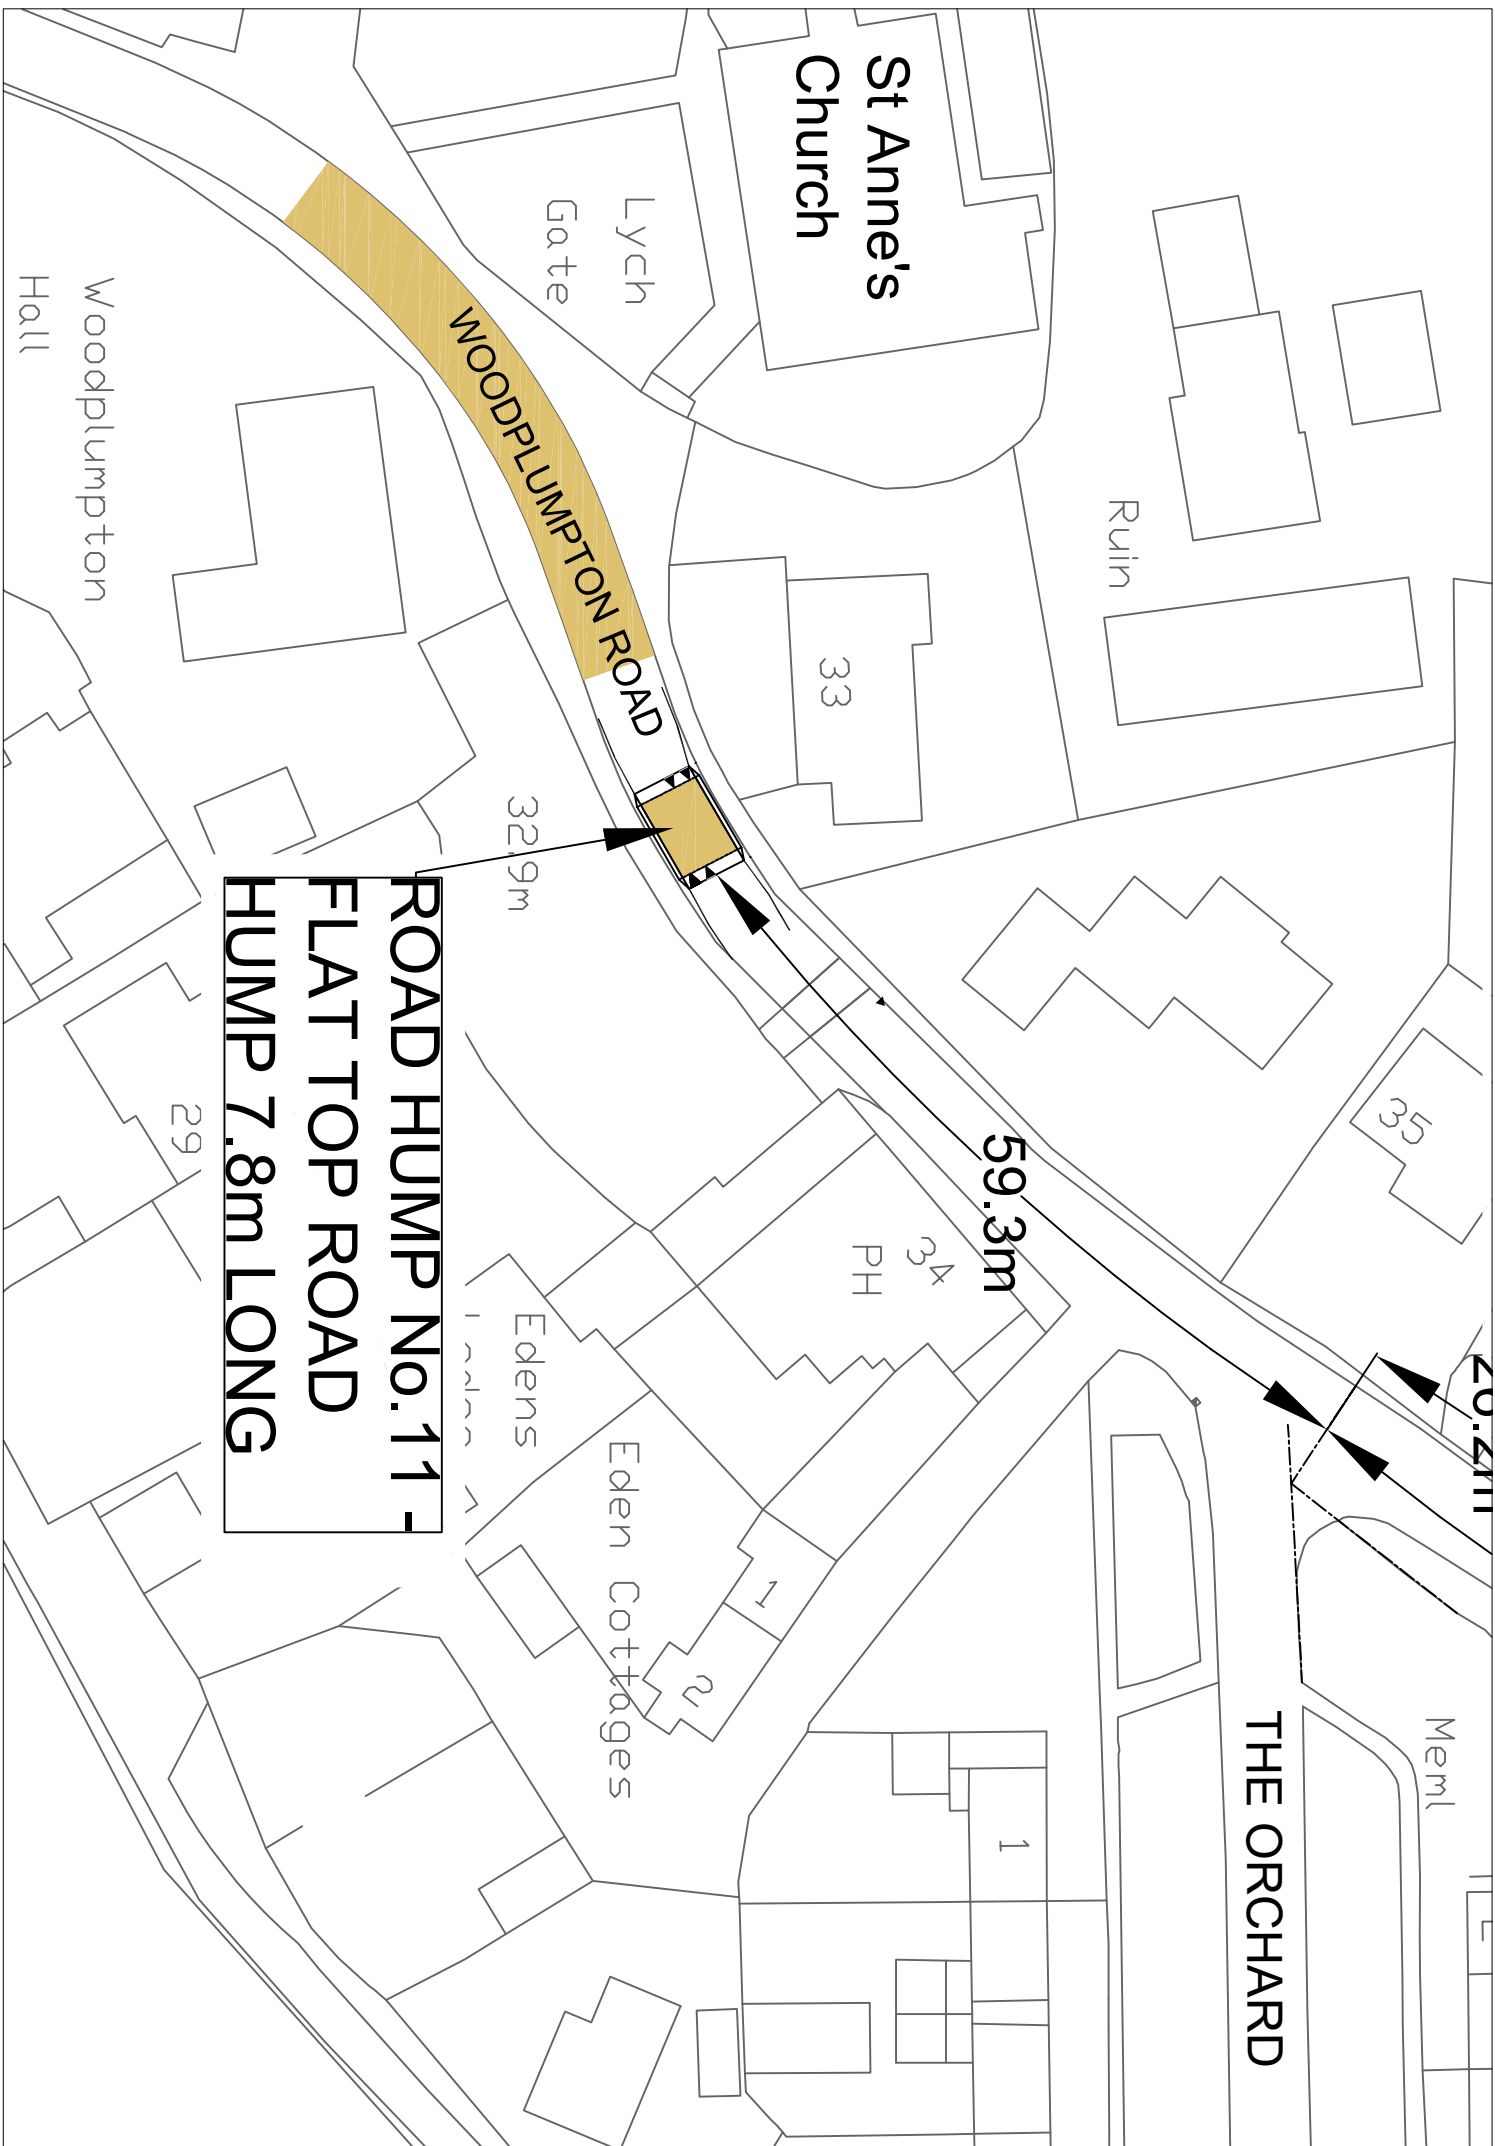 St Anne's
Church
Lych
Gate
Woodplumpton
Hall
Ruin
33
WOODPLUMPTON ROAD
32.9m
ROAD HUMP No.11 -
FLAT TOP ROAD
HUMP 7.8m LONG
29
35
59.3m
34
PH
Edens
Eden Cottages
1
2
1
THE ORCHARD
Meml